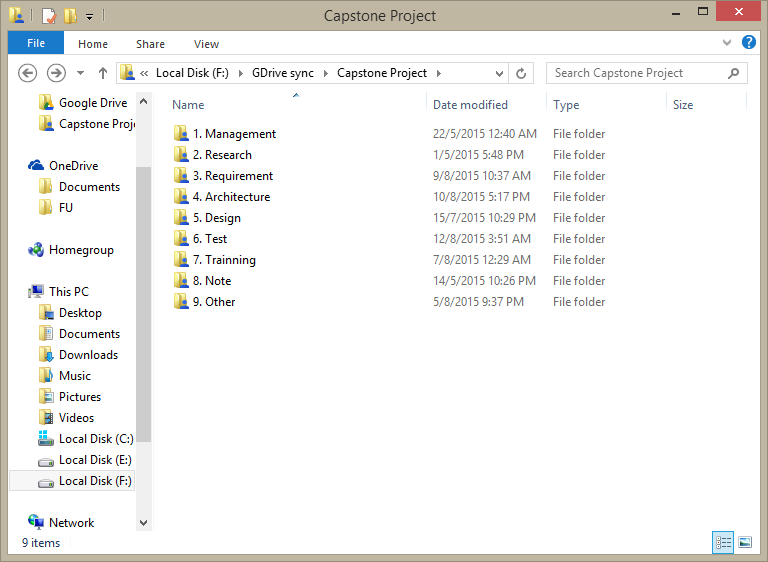 Capstone Project
File Home Share View
« Local Disk (F:) GDrive sync Capstone Project Search Capstone Project
Google Drive
Capstone Proj
OneDrive
Documents
FU
Homegroup
This PC
Desktop
Documents
Downloads
Music
Pictures
Videos
Local Disk (C:)
Local Disk (E:)
Local Disk (F:)
Network
Name Date modified Type Size
1. Management 22/5/2015 12:40 AM File folder
2. Research 1/5/2015 5:48 PM File folder
3. Requirement 9/8/2015 10:37 AM File folder
4. Architecture 10/8/2015 5:17 PM File folder
5. Design 15/7/2015 10:29 PM File folder
6. Test 12/8/2015 3:51 AM File folder
7. Trainning 7/8/2015 12:29 AM File folder
8. Note 14/5/2015 10:26 PM File folder
9. Other 5/8/2015 9:37 PM File folder
9 items